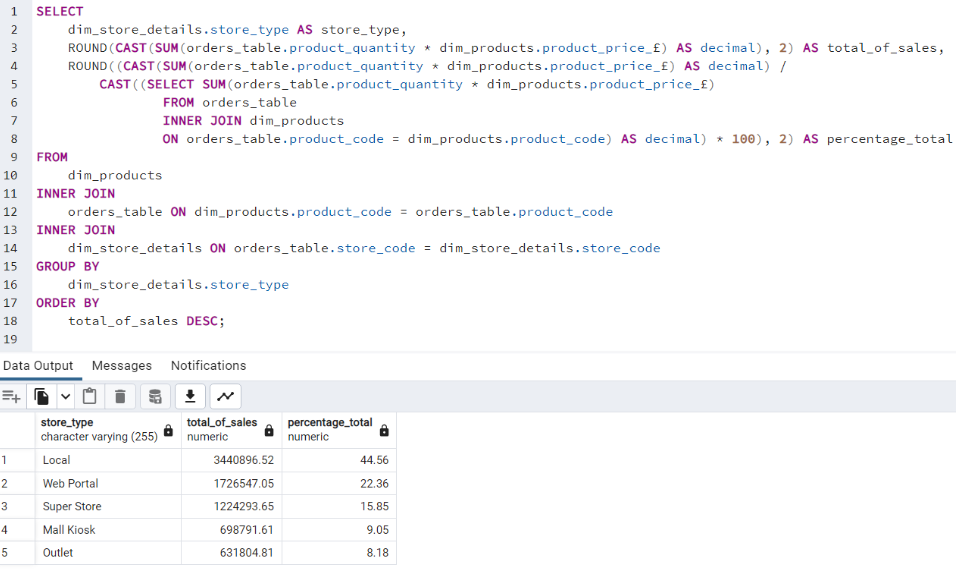 1 SELECT
2 dim_store_details.store_type AS store_type,
3 ROUND(CAST(SUM(orders_table.product_quantity * dim_products.product_price_£) AS decimal), 2) AS total_of_sales,
4 ROUND((CAST(SUM(orders_table.product_quantity * dim_products.product_price_£) AS decimal) /
5 CAST((SELECT SUM(orders_table.product_quantity * dim_products.product_price_£)
6 FROM orders_table
7 INNER JOIN dim_products
8 ON orders_table.product_code = dim_products.product_code) AS decimal) * 100), 2) AS percentage_total
9 FROM
10 dim_products
11 INNER JOIN
12 orders_table ON dim_products.product_code = orders_table.product_code
13 INNER JOIN
14 dim_store_details ON orders_table.store_code = dim_store_details.store_code
15 GROUP BY
16 dim_store_details.store_type
17 ORDER BY
18 total_of_sales DESC;
19
Data Output Messages Notifications
store_type total_of_sales percentage_total
character varying (255) numeric numeric
1 Local 3440896.52 44.56
2 Web Portal 1726547.05 22.36
3 Super Store 1224293.65 15.85
4 Mall Kiosk 698791.61 9.05
5 Outlet 631804.81 8.18